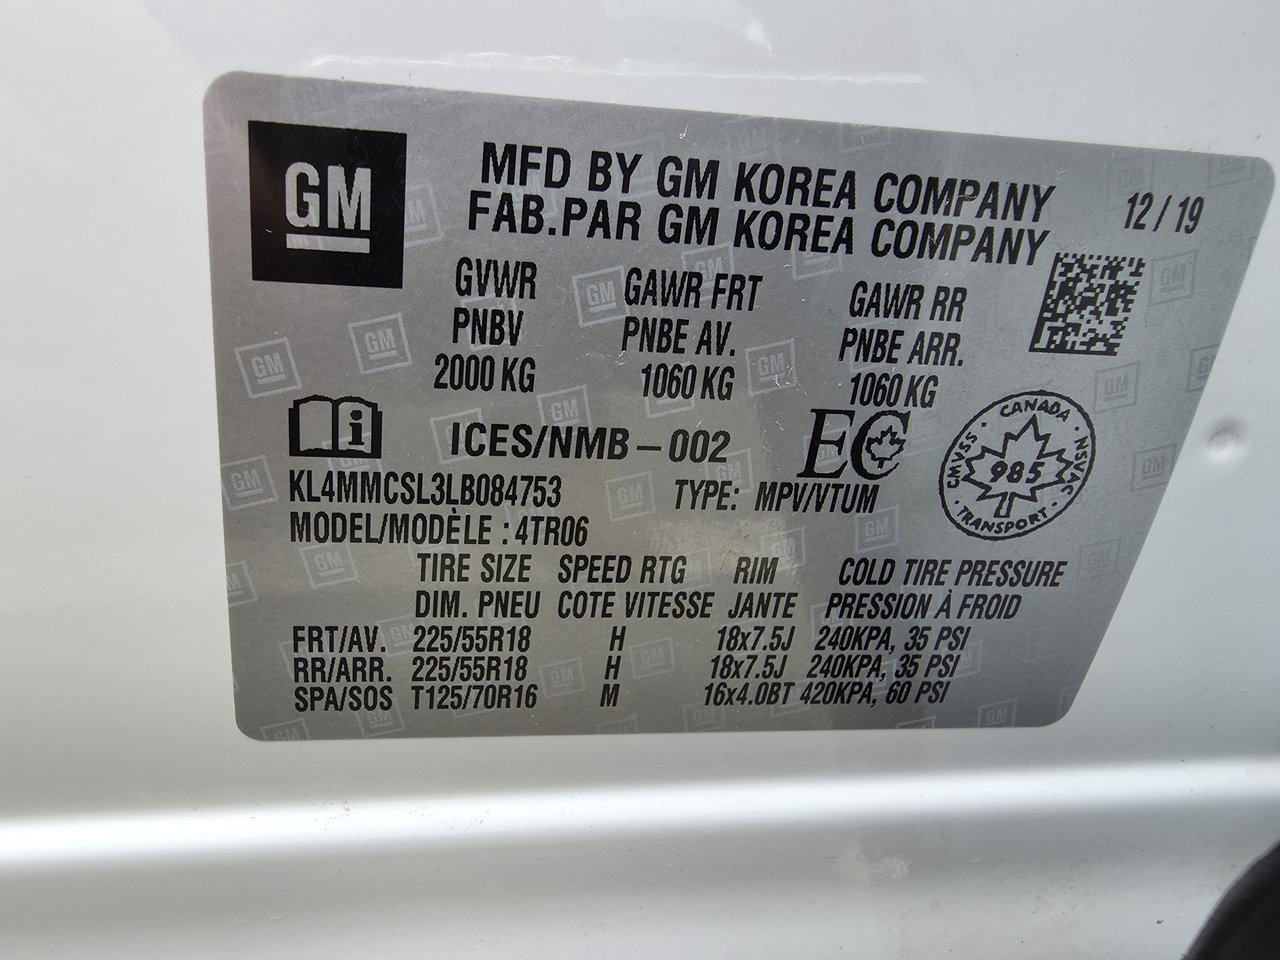 GM
MFD BY GM KOREA COMPANY 12/19
FAB.PAR GM KOREA COMPANY
GVWR GAWR FRT GAWR RR
PNBV PNBE AV. PNBE ARR.
2000 KG 1060 KG 1060 KG
ICES/NMB-002 EC
CANADA
NSVAC
CMVSS
985
TRANSPORT
KL4MMCSL3LB084753 TYPE: MPV/VTUM
MODEL/MODÈLE : 4TR06
TIRE SIZE SPEED RTG RIM COLD TIRE PRESSURE
DIM. PNEU COTE VITESSE JANTE PRESSION À FROID
FRT/AV. 225/55R18 H 18x7.5J 240KPA, 35 PSI
RR/ARR. 225/55R18 H 18x7.5J 240KPA, 35 PSI
SPA/SOS T125/70R16 M 16x4.0BT 420KPA, 60 PSI